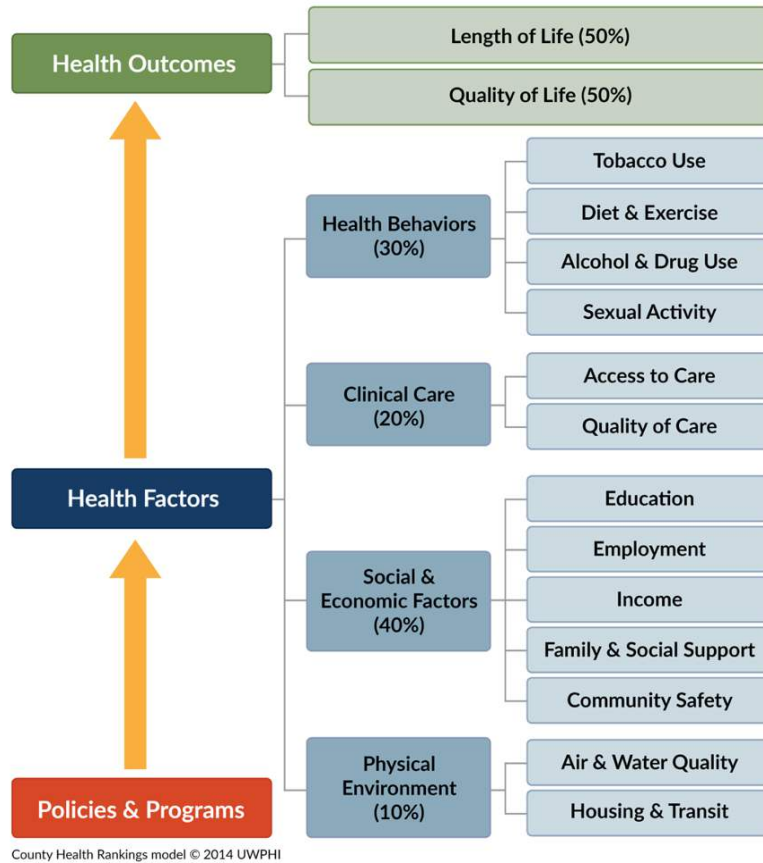 Health Outcomes
Length of Life (50%)
Quality of Life (50%)
Health Factors
Health Behaviors
(30%)
Tobacco Use
Diet & Exercise
Alcohol & Drug Use
Sexual Activity
Clinical Care
(20%)
Access to Care
Quality of Care
Social &
Economic Factors
(40%)
Education
Employment
Income
Family & Social Support
Community Safety
Physical
Environment
(10%)
Air & Water Quality
Housing & Transit
Policies & Programs
County Health Rankings model © 2014 UWPHI